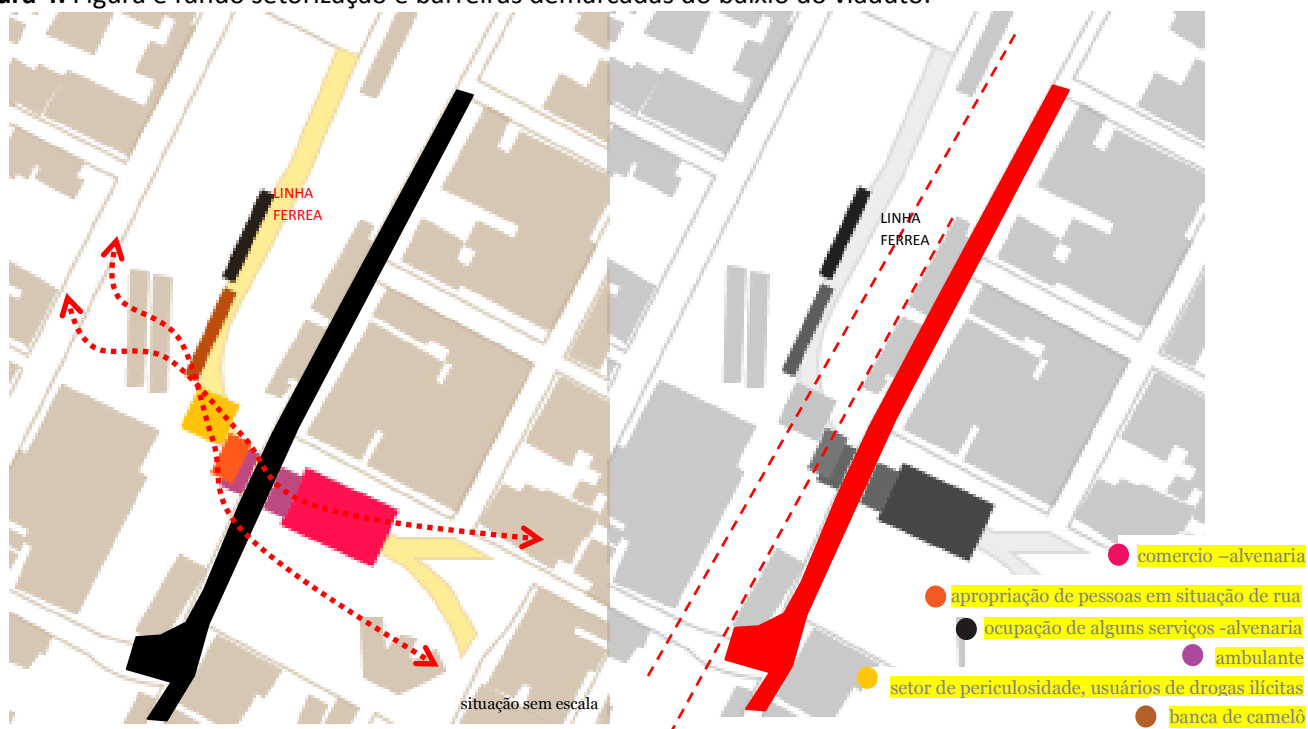 Figura e fundo setorização e barreiras demarcadas do baixio do viaduto.
LINHA
FERREA
LINHA
FERREA
situação sem escala
comercio –alvenaria
apropriação de pessoas em situação de rua
ocupação de alguns serviços -alvenaria
ambulante
setor de periculosidade, usuários de drogas ilícitas
banca de camelô